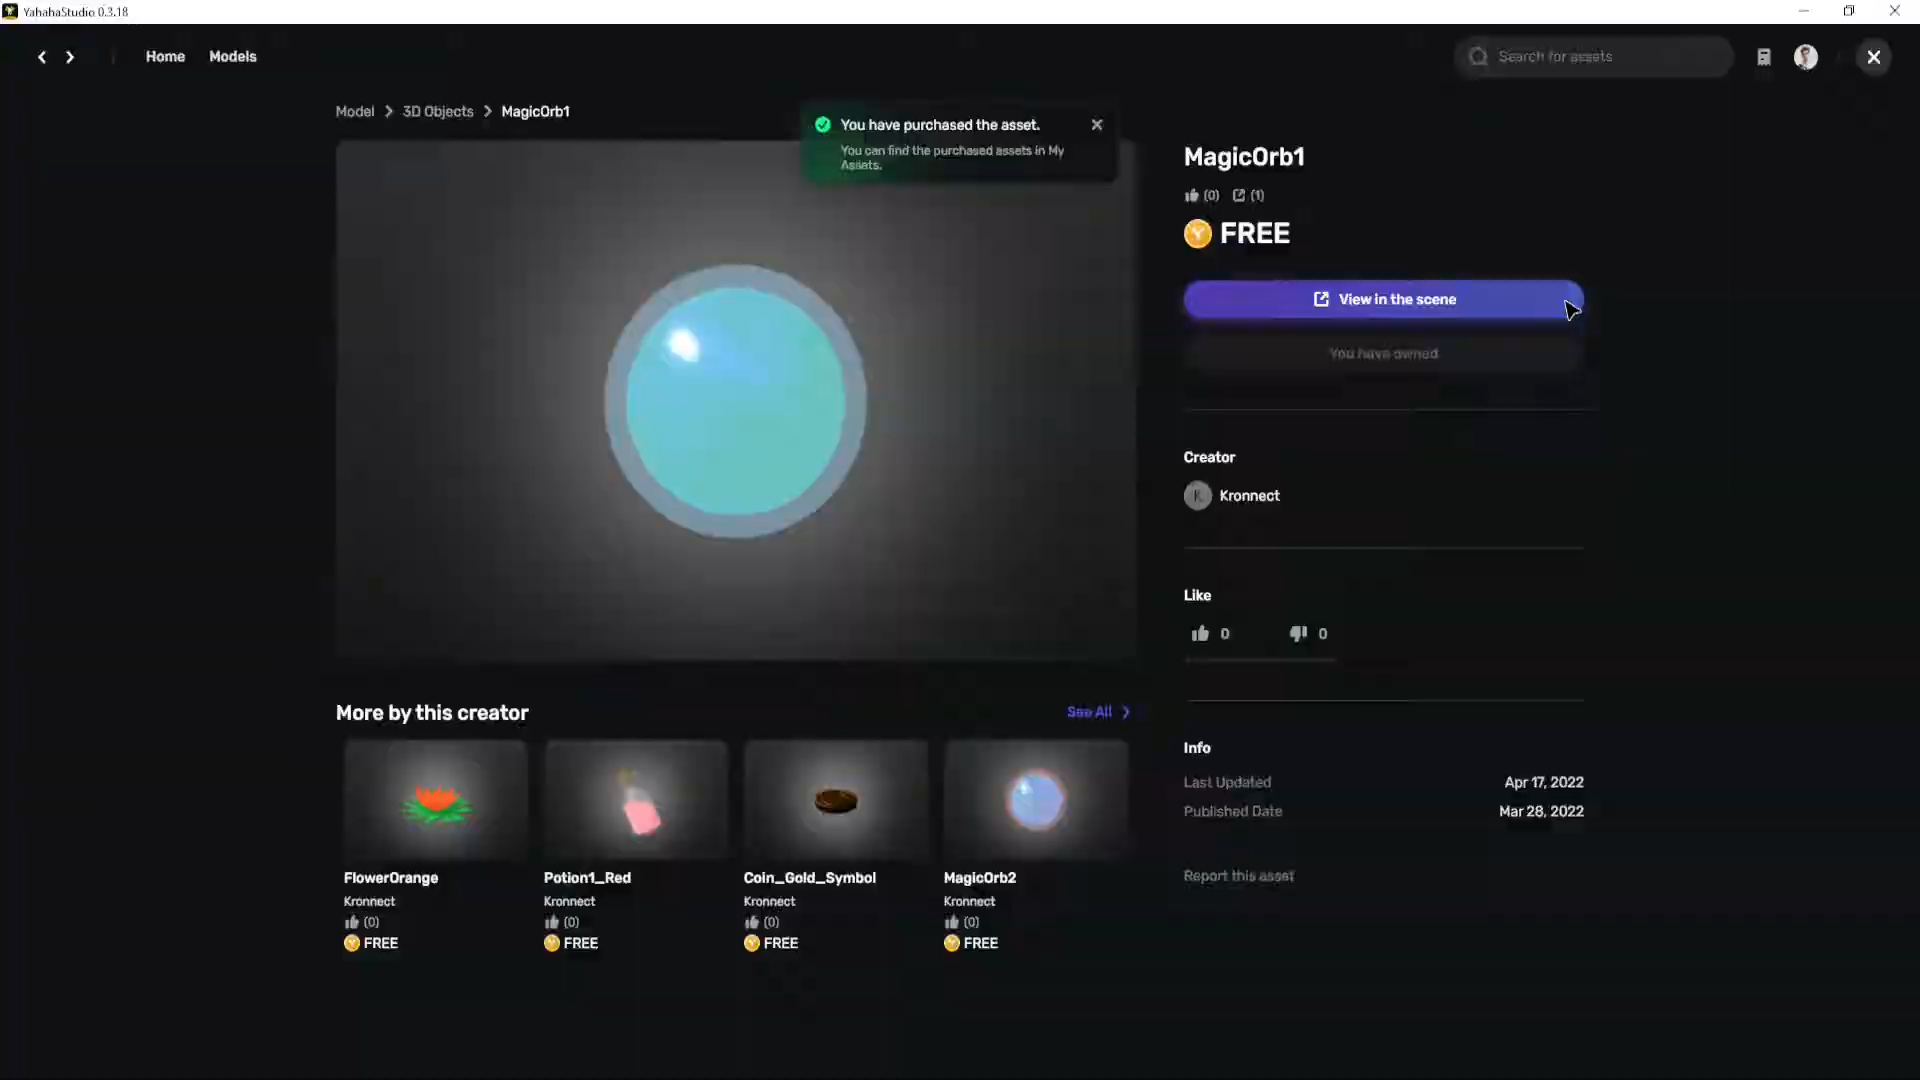 YahahaStudio 0.3.18
Home Models
Search for assets
Model > 3D Objects > MagicOrb1
You have purchased the asset.
You can find the purchased assets in My
Assets.
MagicOrb1
(0) (1)
FREE
View in the scene
You have owned
Creator
K Kronnect
Like
0 0
More by this creator
See All >
FlowerOrange
Kronnect
(0)
FREE
Potion1_Red
Kronnect
(0)
FREE
Coin_Gold_Symbol
Kronnect
(0)
FREE
MagicOrb2
Kronnect
(0)
FREE
Info
Last Updated Apr 17, 2022
Published Date Mar 28, 2022
Report this asset